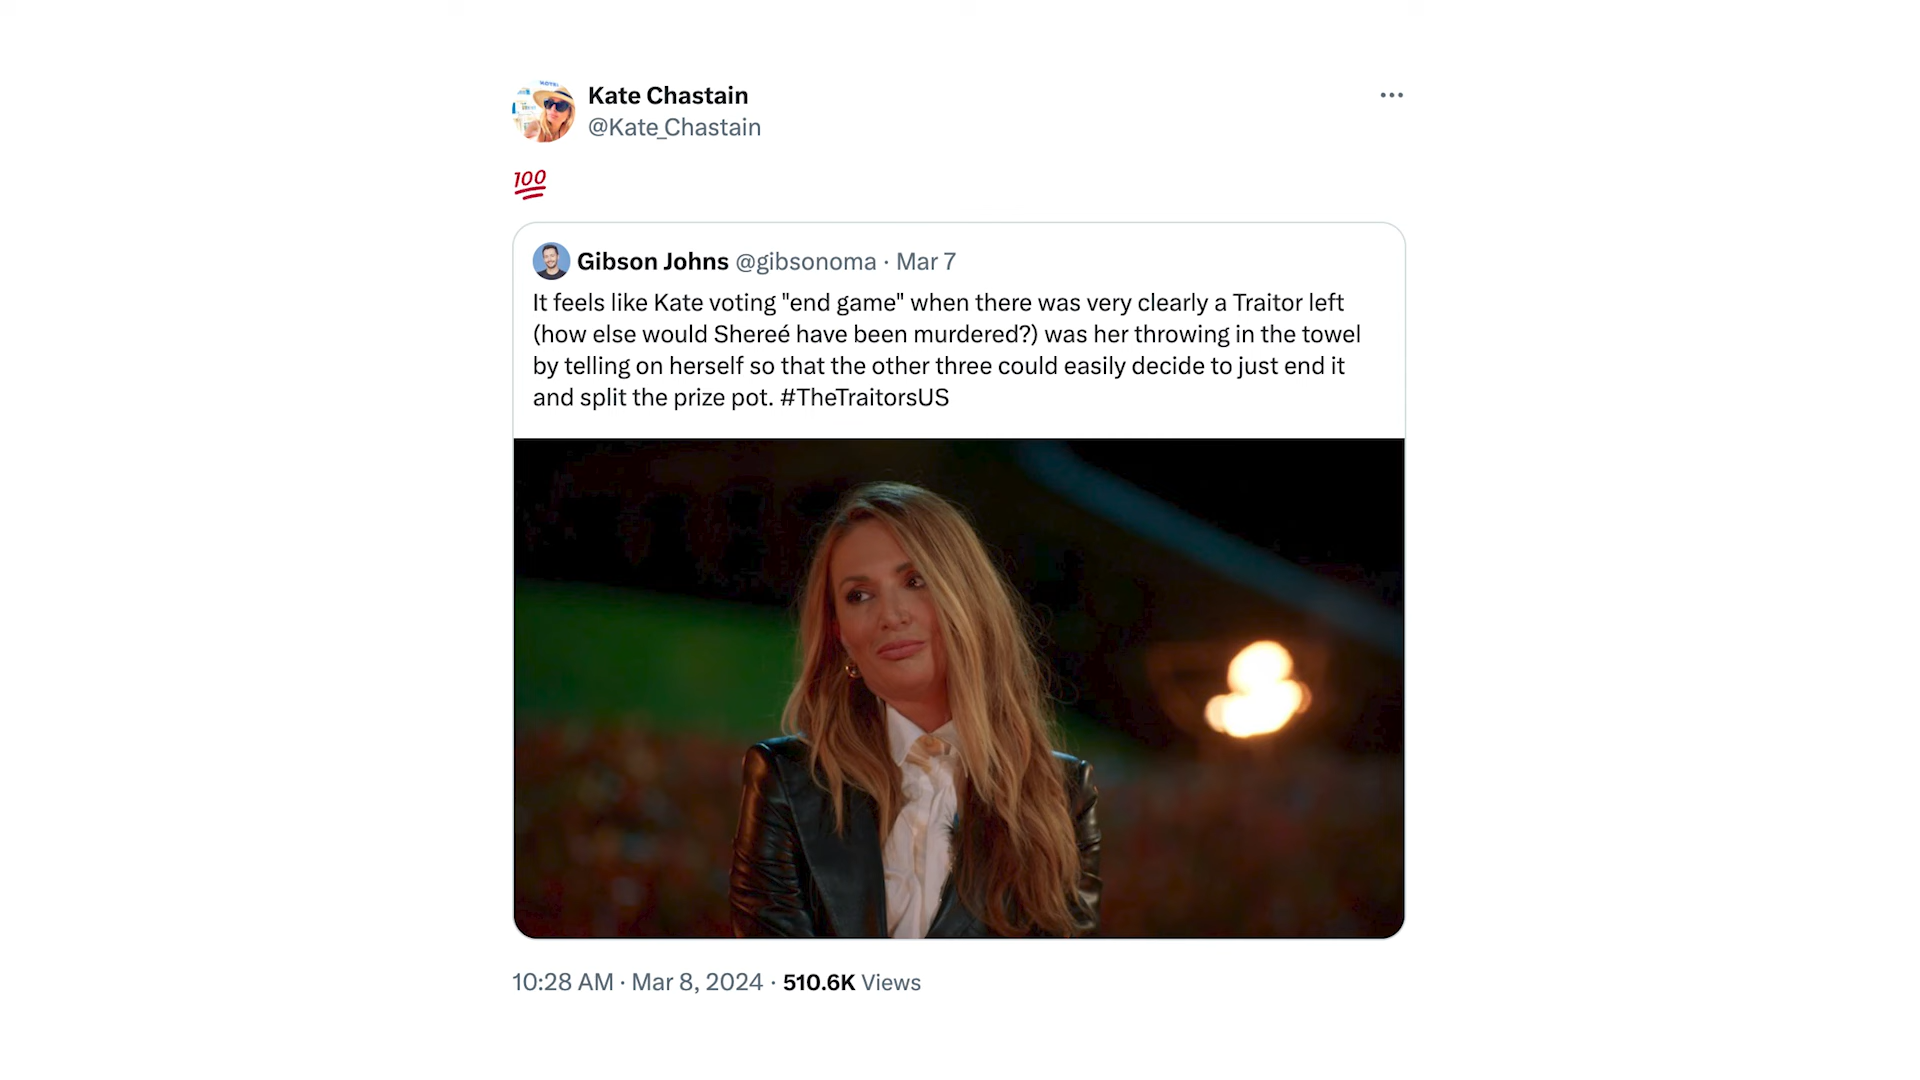 Kate Chastain
@Kate_Chastain
💯
Gibson Johns @gibsonoma · Mar 7
It feels like Kate voting "end game" when there was very clearly a Traitor left
(how else would Shereé have been murdered?) was her throwing in the towel
by telling on herself so that the other three could easily decide to just end it
and split the prize pot. #TheTraitorsUS
10:28 AM · Mar 8, 2024 · 510.6K Views